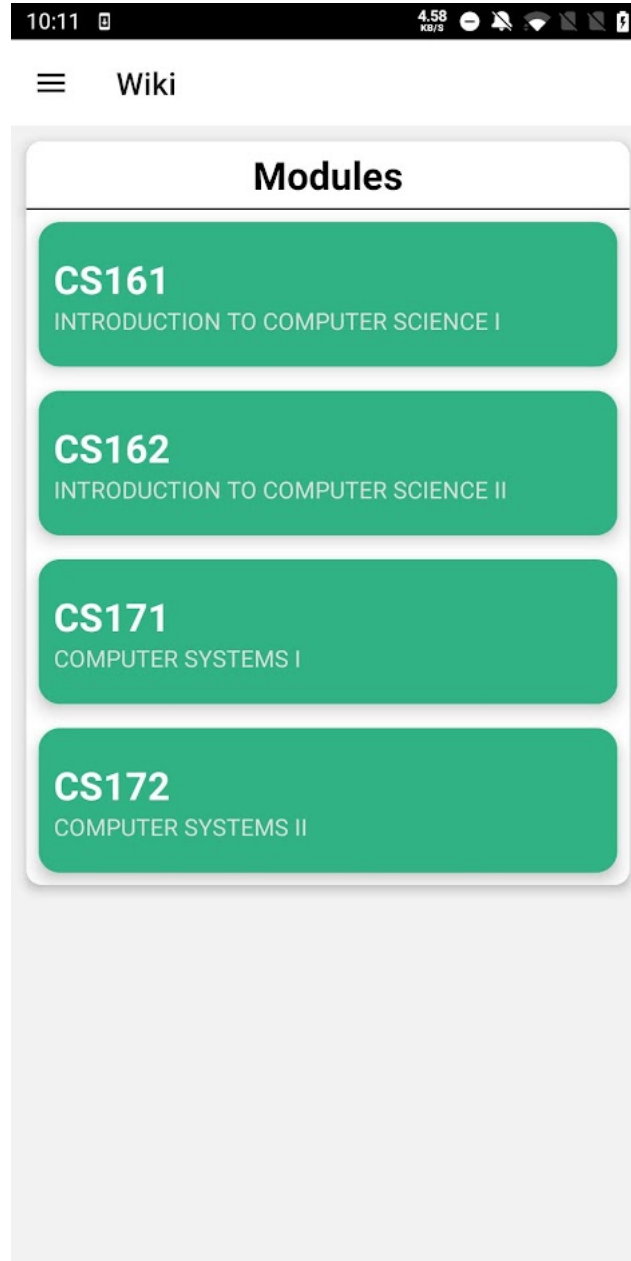 10:11
4.58
KB/S
Wiki
Modules
CS161
INTRODUCTION TO COMPUTER SCIENCE I
CS162
INTRODUCTION TO COMPUTER SCIENCE II
CS171
COMPUTER SYSTEMS I
CS172
COMPUTER SYSTEMS II